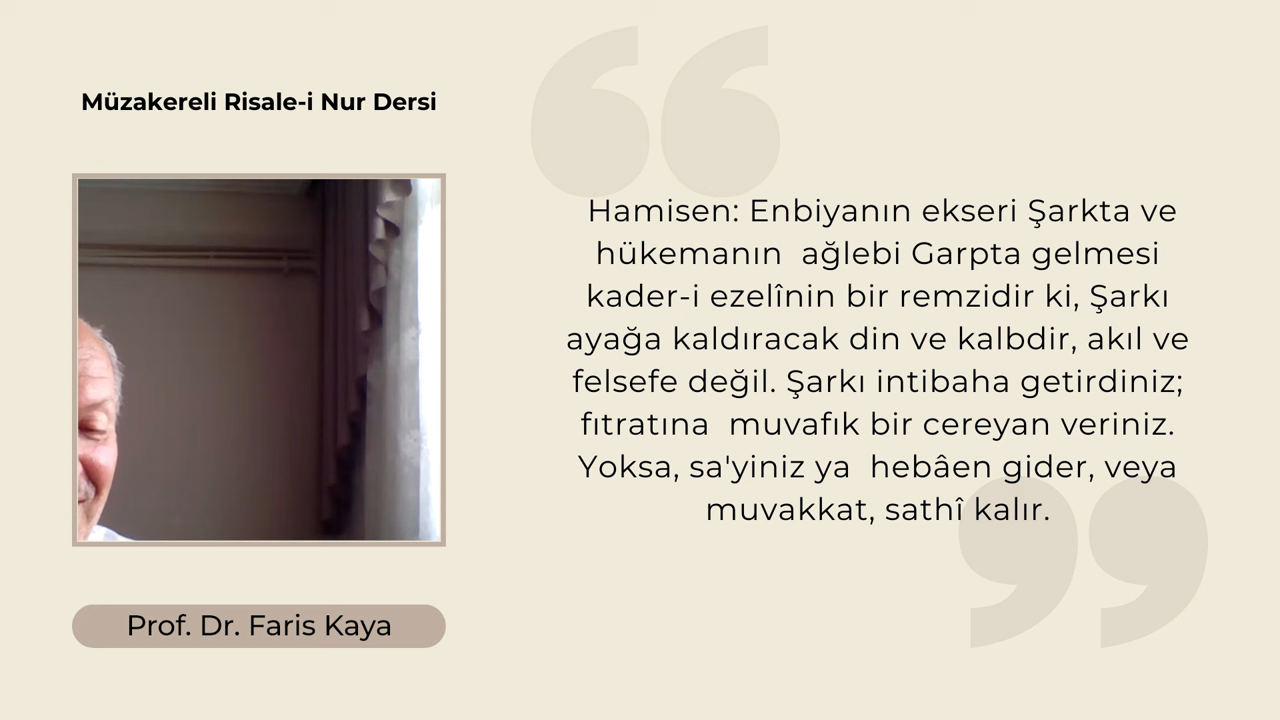 Müzakereli Risale-i Nur Dersi
Hamisen: Enbiyanın ekseri Şarkta ve
hükemanın ağlebi Garpta gelmesi
kader-i ezelînin bir remzidir ki, Şarkı
ayağa kaldıracak din ve kalbdir, akıl ve
felsefe değil. Şarkı intibaha getirdiniz;
fıtratına muvafık bir cereyan veriniz.
Yoksa, sa'yiniz ya hebâen gider, veya
muvakkat, sathî kalır.
Prof. Dr. Faris Kaya